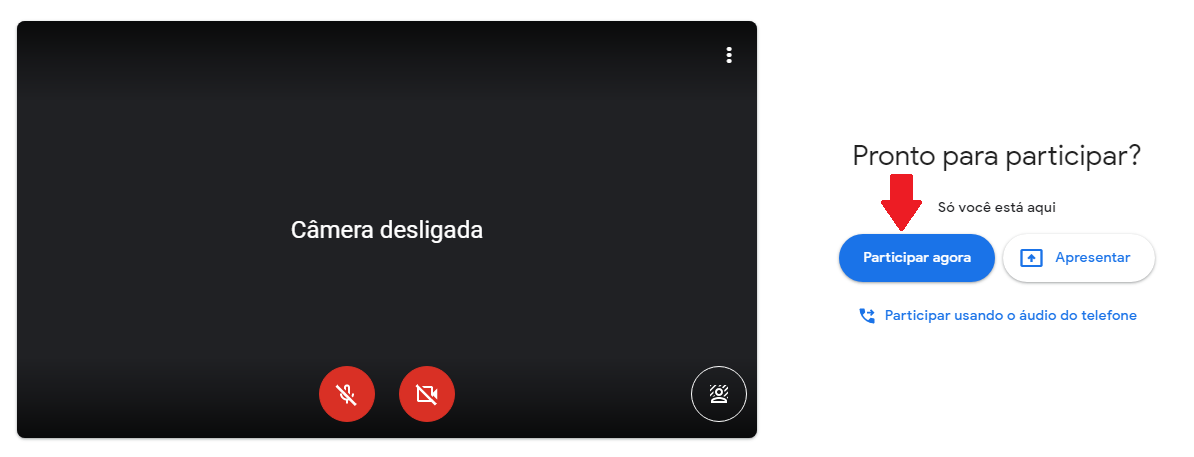 Câmera desligada
Pronto para participar?
Só você está aqui
Participar agora
Apresentar
Participar usando o áudio do telefone